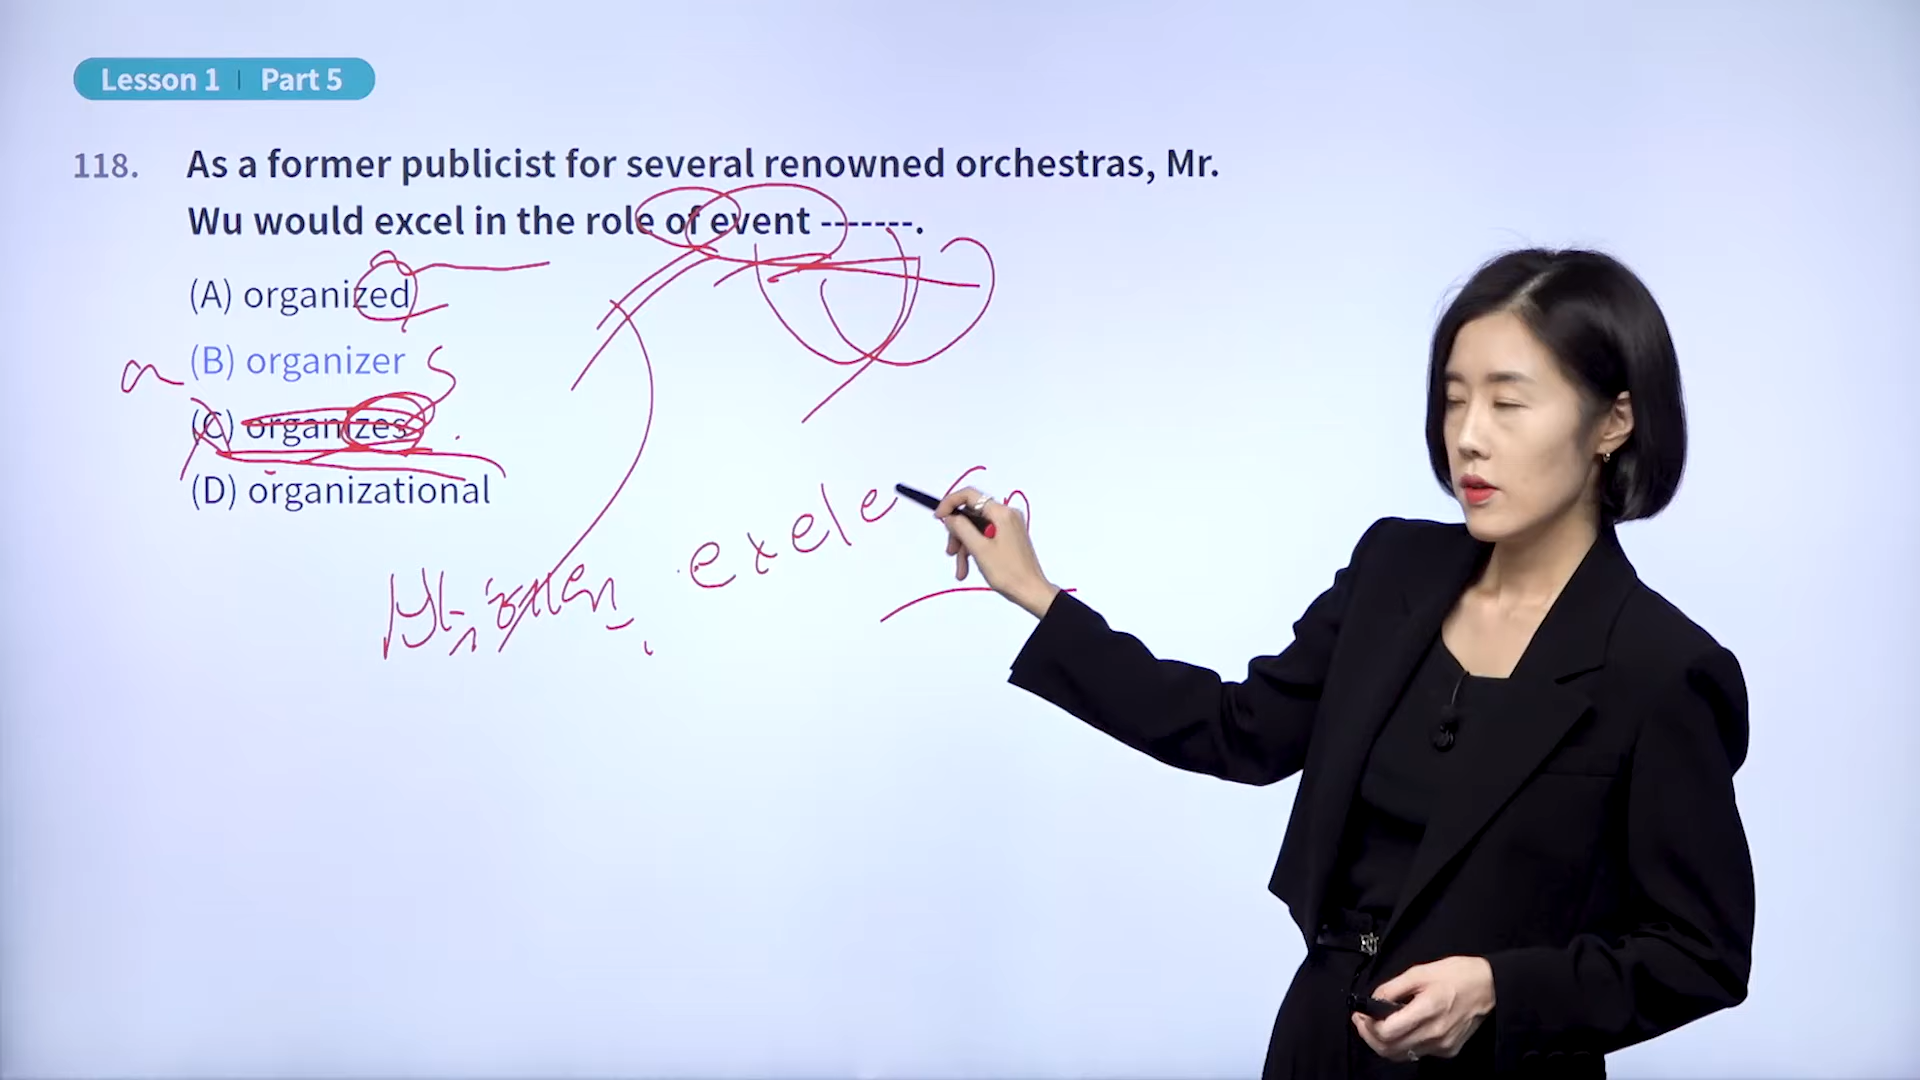 Lesson 1 | Part 5
118. As a former publicist for several renowned orchestras, Mr.
Wu would excel in the role of event -------.
(A) organized
a (B) organizer s
(C) organizes
(D) organizational